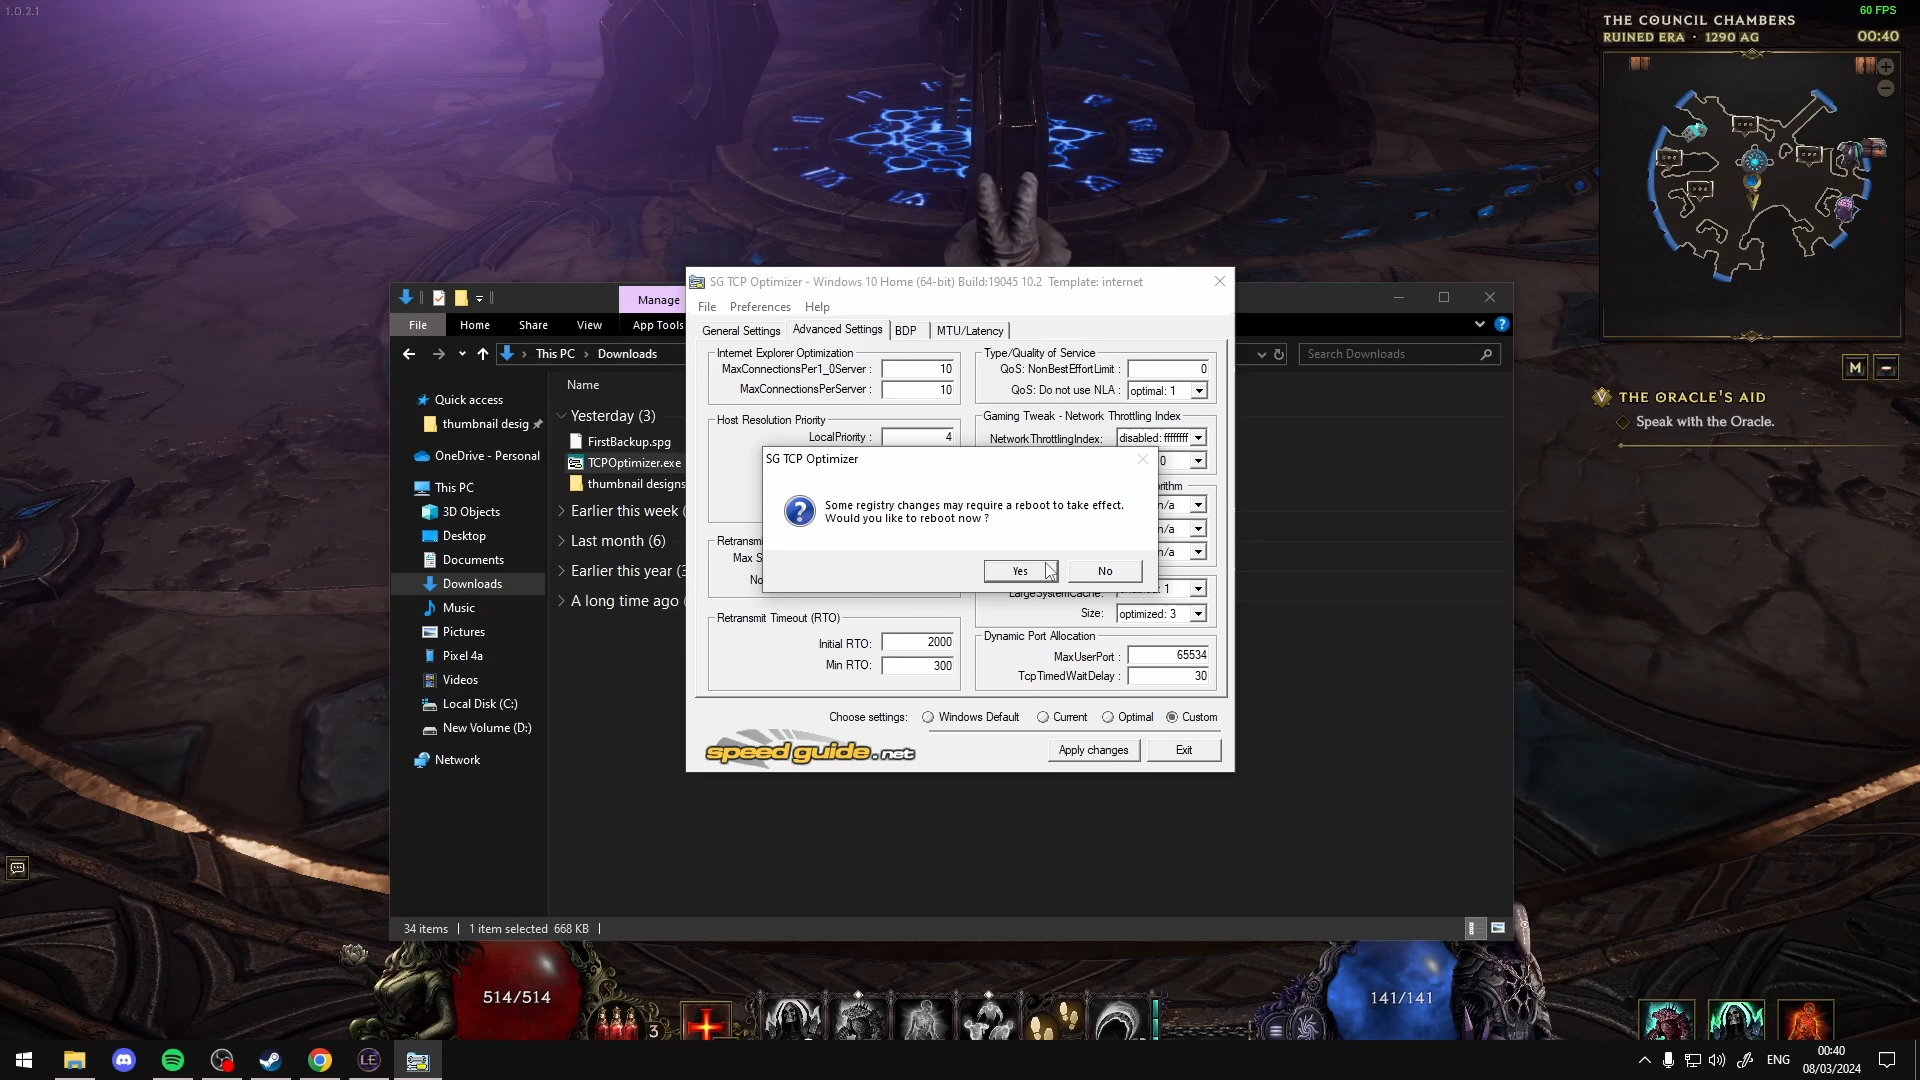 1.0.2.1
60 FPS
THE COUNCIL CHAMBERS
RUINED ERA · 1290 AG
00:40
M
THE ORACLE'S AID
Speak with the Oracle.
Manage
File
Home
Share
View
App Tools
This PC
Downloads
Search Downloads
Quick access
thumbnail desig
OneDrive - Personal
This PC
3D Objects
Desktop
Documents
Downloads
Music
Pictures
Pixel 4a
Videos
Local Disk (C:)
New Volume (D:)
Network
Name
Yesterday (3)
FirstBackup.spg
TCPOptimizer.exe
thumbnail designs
Earlier this week (
Last month (6)
Earlier this year (3
A long time ago (
34 items
1 item selected 668 KB
SG TCP Optimizer - Windows 10 Home (64-bit) Build:19045 10.2 Template: internet
File
Preferences
Help
General Settings
Advanced Settings
BDP
MTU/Latency
Internet Explorer Optimization
MaxConnectionsPer1_0Server : 10
MaxConnectionsPerServer : 10
Host Resolution Priority
LocalPriority : 4
Retransmi
Max S
No
Retransmit Timeout (RTO)
Initial RTO: 2000
Min RTO: 300
Type/Quality of Service
QoS: NonBestEffortLimit : 0
QoS: Do not use NLA : optimal: 1
Gaming Tweak - Network Throttling Index
NetworkThrottlingIndex: disabled: ffffffff
0
rithm
n/a
n/a
n/a
LargeSystemCache: 1
Size: optimized: 3
Dynamic Port Allocation
MaxUserPort : 65534
TcpTimedWaitDelay : 30
SG TCP Optimizer
Some registry changes may require a reboot to take effect.
Would you like to reboot now ?
Yes
No
Choose settings:
Windows Default
Current
Optimal
Custom
speedguide.net
Apply changes
Exit
514/514
3
141/141
LE
ENG
00:40
08/03/2024